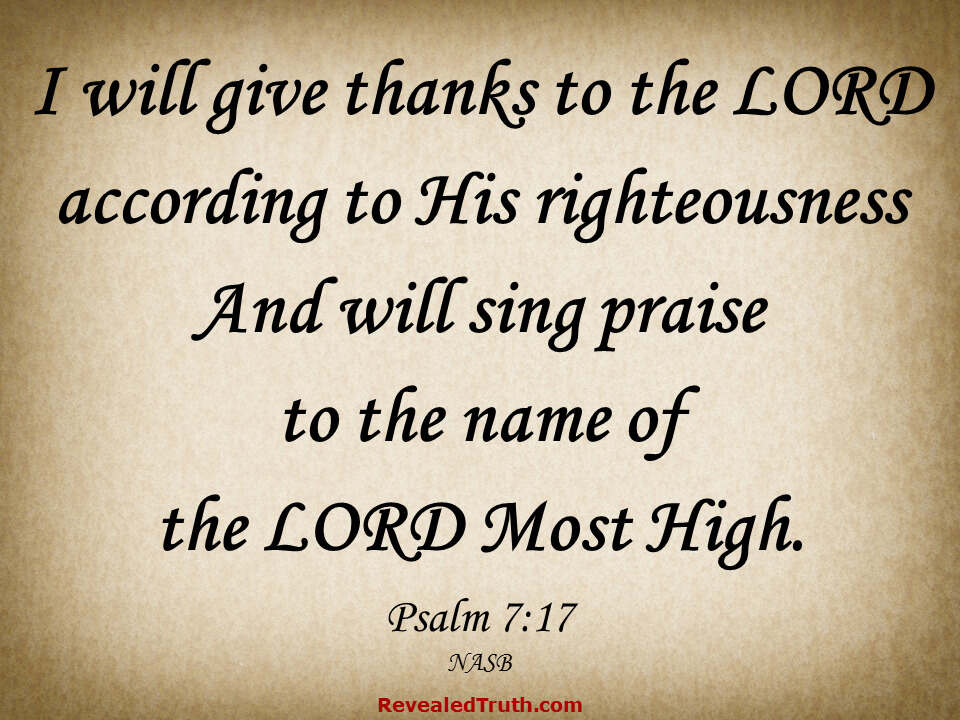 I will give thanks to the LORD
according to His righteousness
And will sing praise
to the name of
the LORD Most High.
Psalm 7:17
NASB
RevealedTruth.com